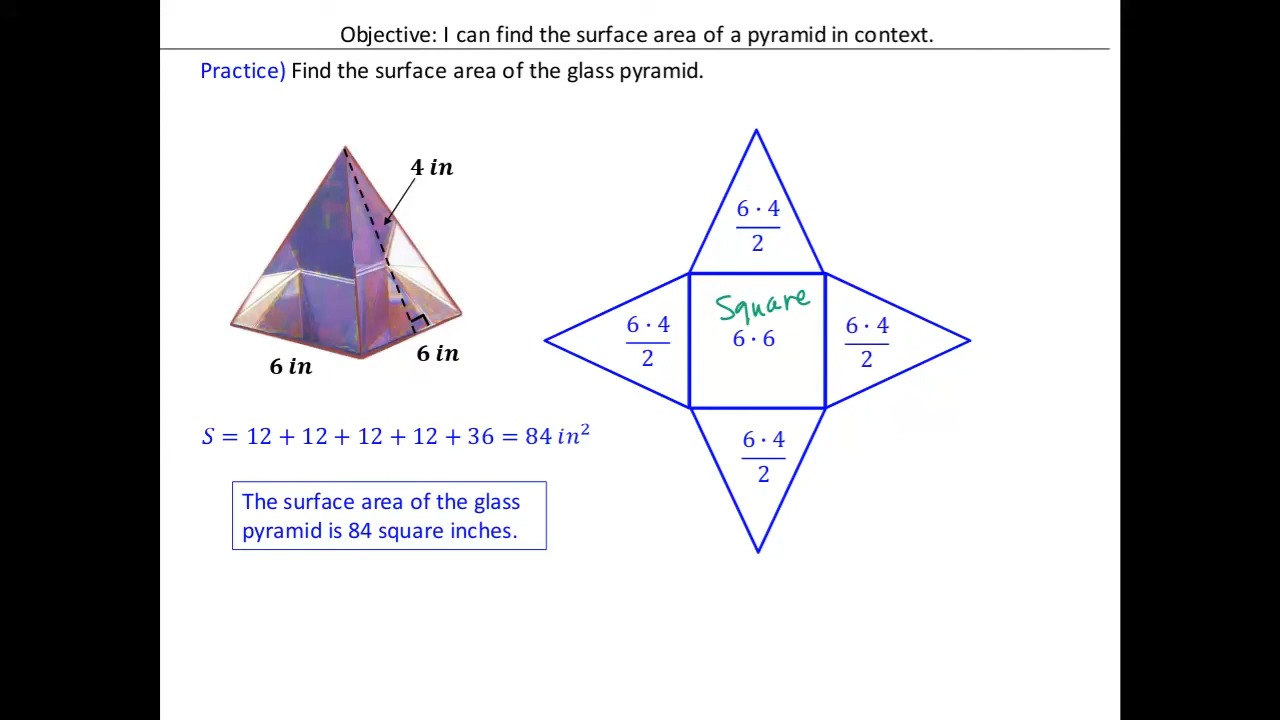 Objective: I can find the surface area of a pyramid in context.
Practice) Find the surface area of the glass pyramid.
4 in
6 in
6 in
6 · 4
2
Square
6 · 6
6 · 4
2
6 · 4
2
6 · 4
2
S = 12 + 12 + 12 + 12 + 36 = 84 in²
The surface area of the glass
pyramid is 84 square inches.